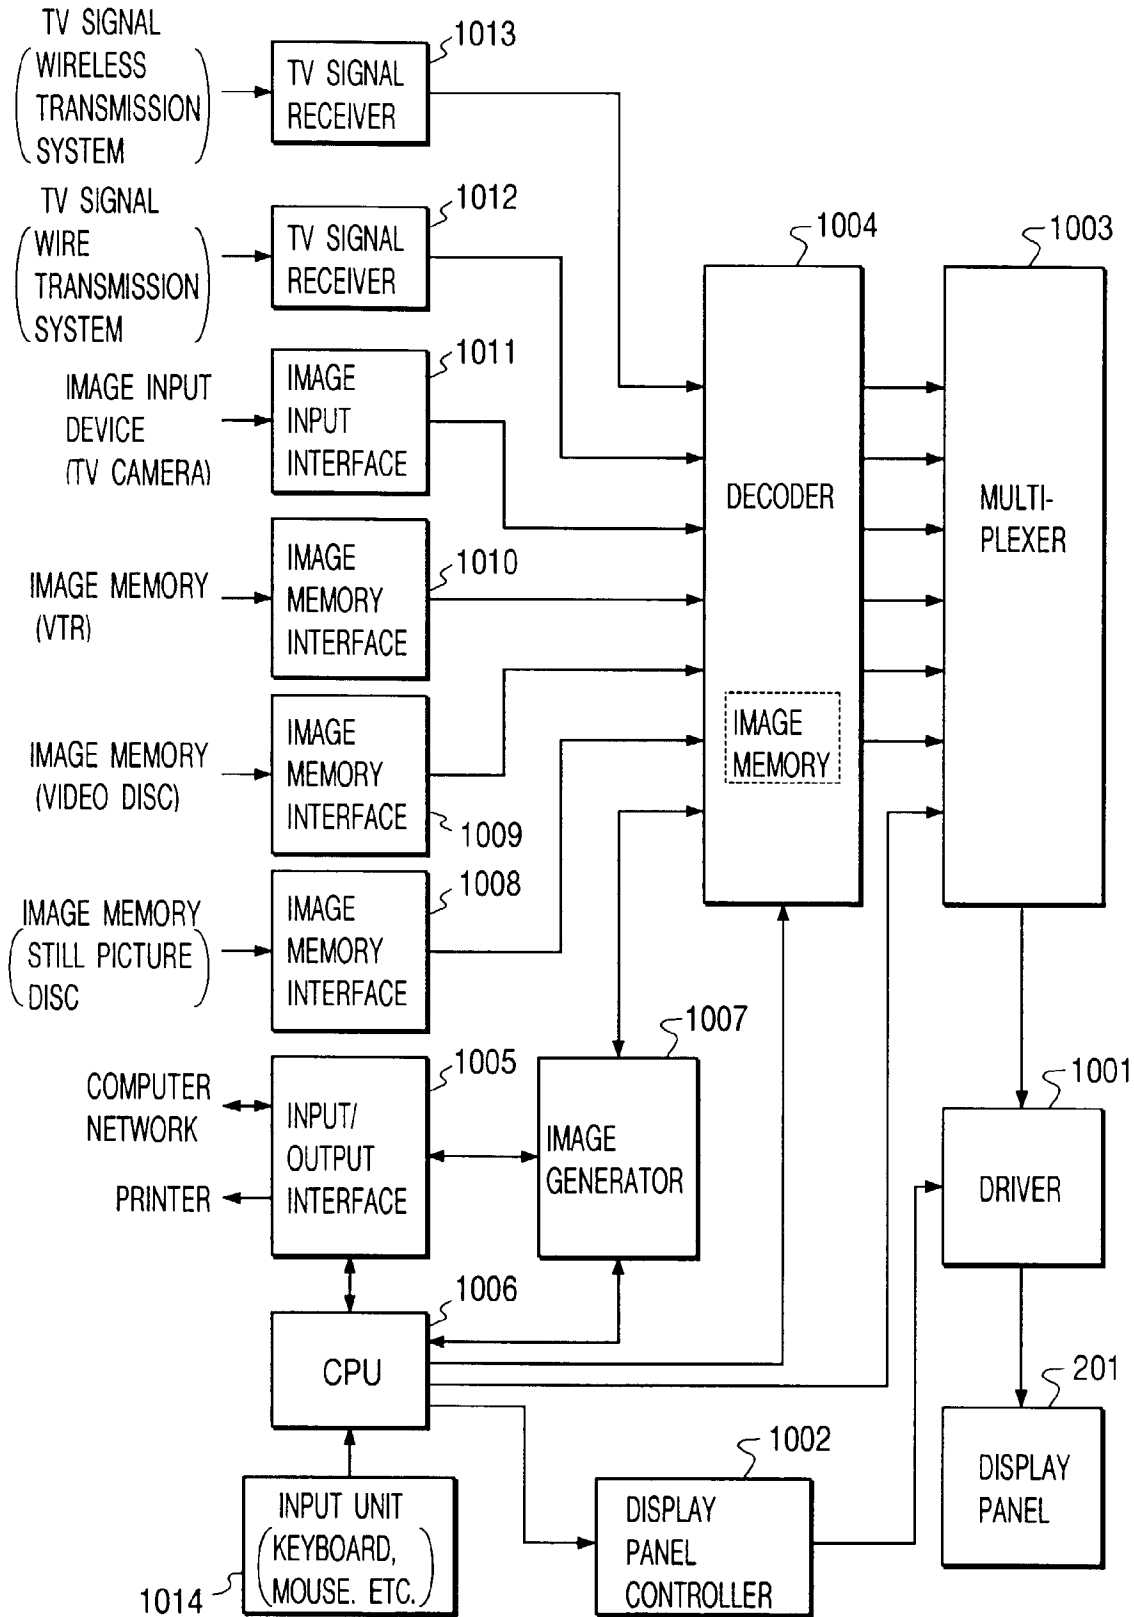 TV SIGNAL
WIRELESS
TRANSMISSION
SYSTEM
1013
TV SIGNAL
RECEIVER
TV SIGNAL
WIRE
TRANSMISSION
SYSTEM
1012
TV SIGNAL
RECEIVER
IMAGE INPUT
DEVICE
(TV CAMERA)
1011
IMAGE
INPUT
INTERFACE
IMAGE MEMORY
(VTR)
1010
IMAGE
MEMORY
INTERFACE
IMAGE MEMORY
(VIDEO DISC)
IMAGE
MEMORY
INTERFACE
1009
IMAGE MEMORY
(STILL PICTURE
DISC)
1008
IMAGE
MEMORY
INTERFACE
1004
DECODER
IMAGE
MEMORY
1003
MULTI-
PLEXER
COMPUTER
NETWORK
PRINTER
1005
INPUT/
OUTPUT
INTERFACE
1007
IMAGE
GENERATOR
1001
DRIVER
1006
CPU
201
DISPLAY
PANEL
INPUT UNIT
(KEYBOARD,
MOUSE. ETC.)
1014
1002
DISPLAY
PANEL
CONTROLLER